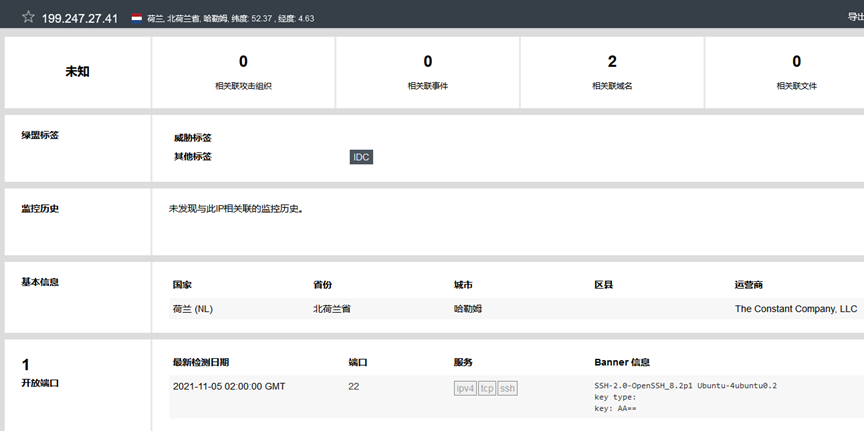 199.247.27.41 荷兰, 北荷兰省, 哈勒姆, 纬度: 52.37 , 经度: 4.63 导出
未知
0
相关联攻击组织
0
相关联事件
2
相关联域名
0
相关联文件
绿盟标签
威胁标签
其他标签 IDC
监控历史
未发现与此IP相关联的监控历史。
基本信息
国家 省份 城市 区县 运营商
荷兰 (NL) 北荷兰省 哈勒姆 The Constant Company, LLC
1
开放端口
最新检测日期 端口 服务 Banner 信息
2021-11-05 02:00:00 GMT 22 ipv4 tcp ssh SSH-2.0-OpenSSH_8.2p1 Ubuntu-4ubuntu0.2
key type:
key: AA==